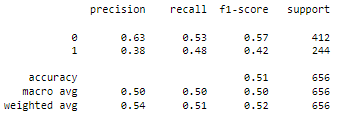 precision recall f1-score support
0 0.63 0.53 0.57 412
1 0.38 0.48 0.42 244
accuracy 0.51 656
macro avg 0.50 0.50 0.50 656
weighted avg 0.54 0.51 0.52 656